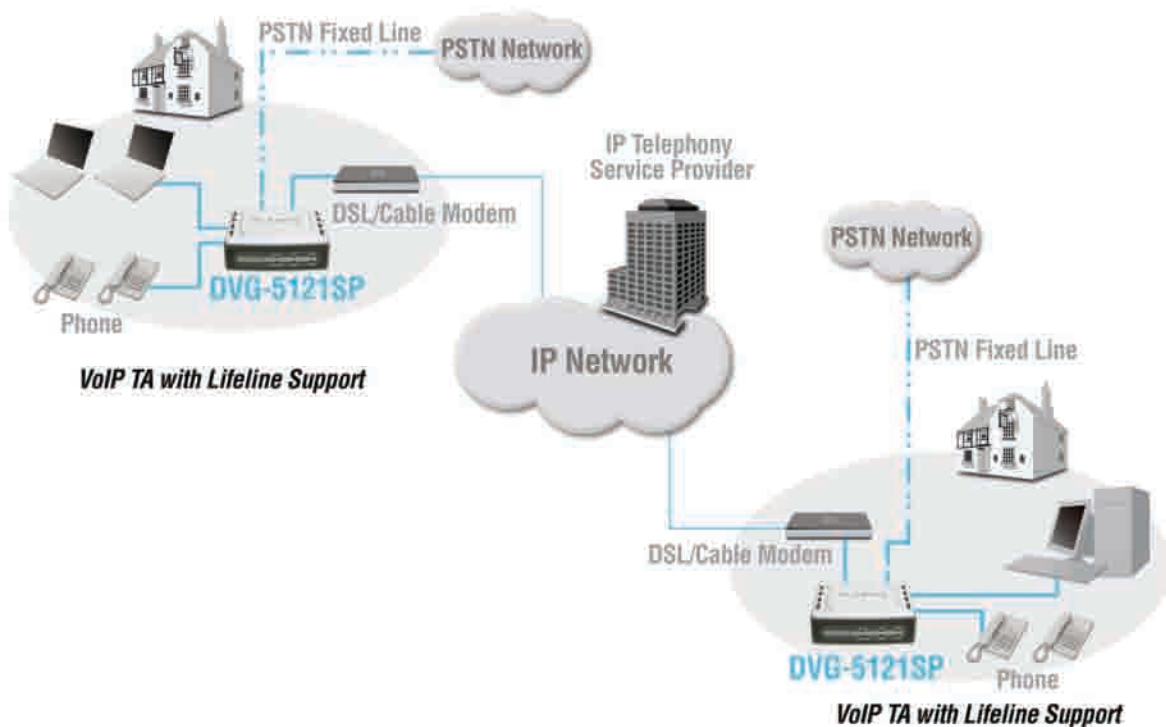 PSTN Fixed Line
PSTN Network
IP Telephony
Service Provider
DSL/Cable Modem
DVG-5121SP
Phone
VoIP TA with Lifeline Support
IP Network
PSTN Network
PSTN Fixed Line
DSL/Cable Modem
DVG-5121SP
Phone
VoIP TA with Lifeline Support